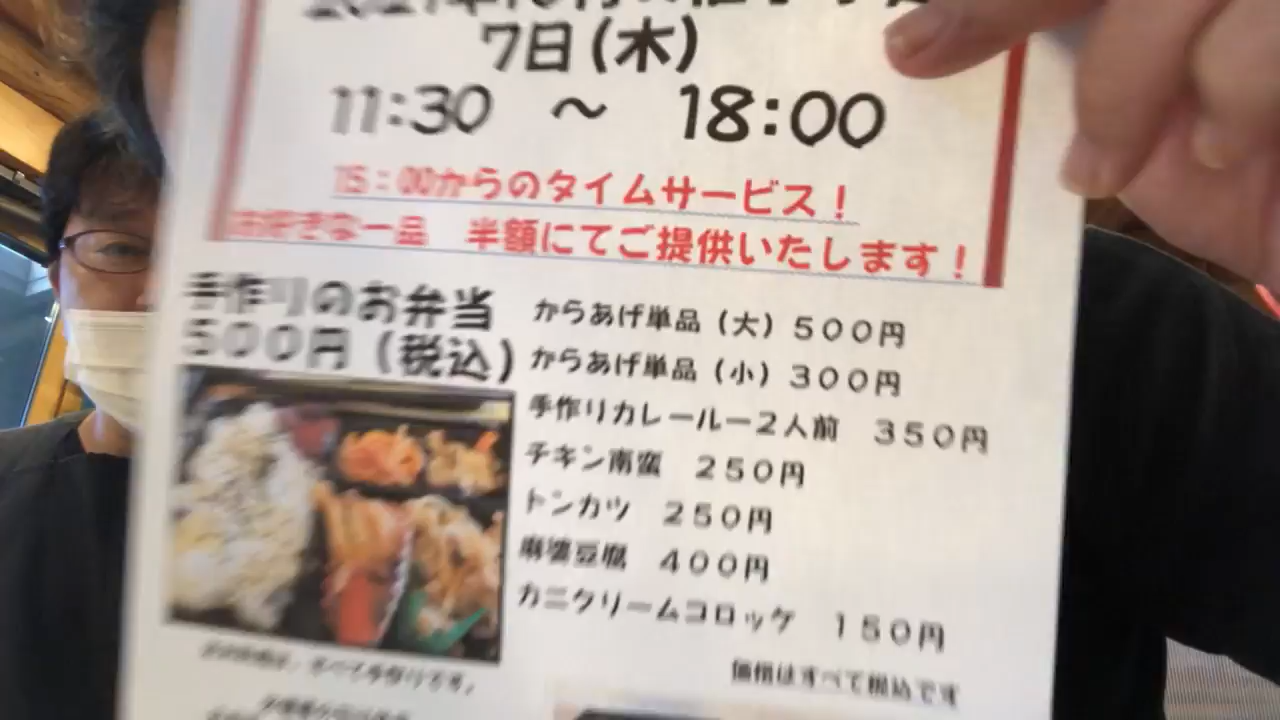 7日(木)
11:30 ～ 18:00
15:00からのタイムサービス!
お好きな一品 半額にてご提供いたします!
手作りのお弁当
500円(税込)
からあげ単品(大)500円
からあげ単品(小)300円
手作りカレールー2人前 350円
チキン南蛮 250円
トンカツ 250円
麻婆豆腐 400円
カニクリームコロッケ 150円
価格はすべて税込です